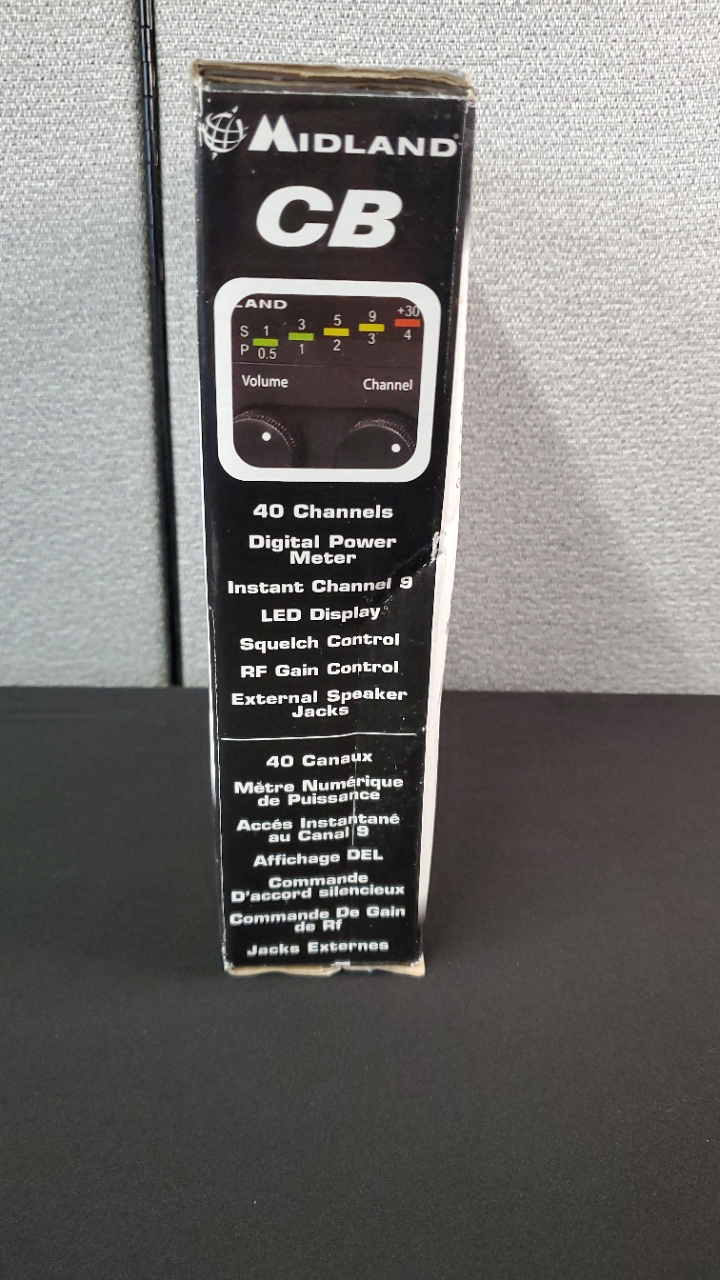 MIDLAND
CB
LAND
S 1 3 5 9 +30
P 0.5 1 2 3 4
Volume Channel
40 Channels
Digital Power
Meter
Instant Channel 9
LED Display
Squelch Control
RF Gain Control
External Speaker
Jacks
40 Canaux
Mètre Numérique
de Puissance
Accés Instantané
au Canal 9
Affichage DEL
Commande
D'accord silencieux
Commande De Gain
de Rf
Jacks Externes